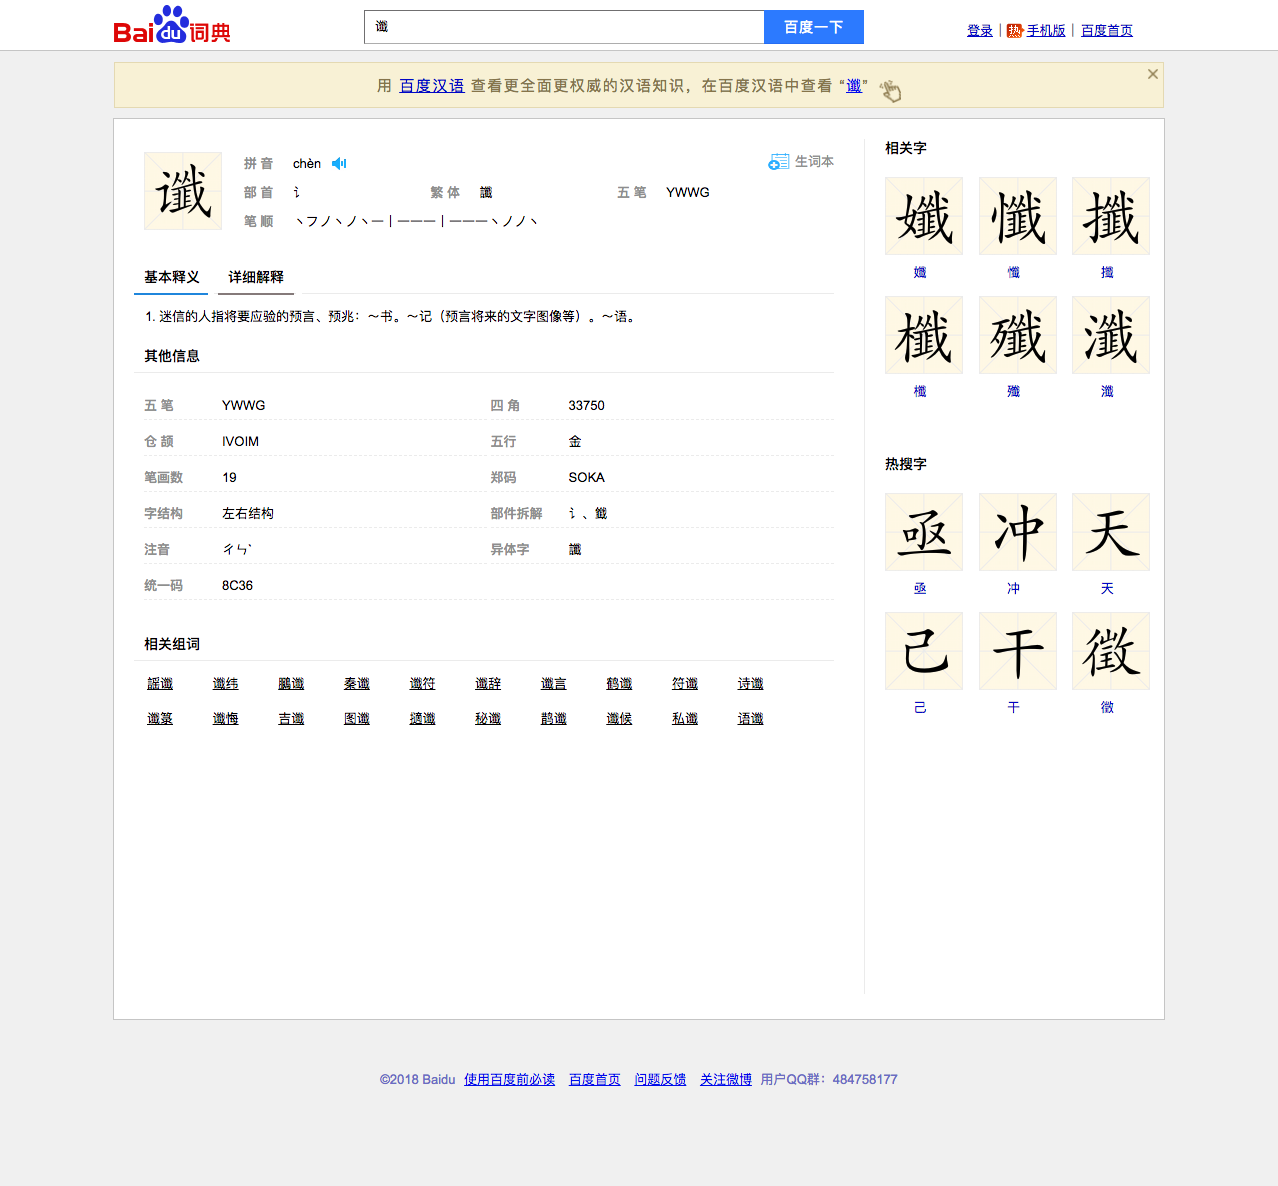 Baidu词典 谶 百度一下 登录 | 热 手机版 | 百度首页
用 百度汉语 查看更全面更权威的汉语知识，在百度汉语中查看 “谶”
谶
拼 音 chèn 生词本
部 首 讠 繁 体 讖 五 笔 YWWG
笔 顺 丶フノ丶ノ丶一丨一一一丨一一一丶ノノ丶
基本释义 详细解释
1. 迷信的人指将要应验的预言、预兆：～书。～记（预言将来的文字图像等）。～语。
其他信息
五 笔 YWWG 四 角 33750
仓 颉 IVOIM 五行 金
笔画数 19 郑码 SOKA
字结构 左右结构 部件拆解 讠、韱
注音 ㄔㄣˋ 异体字 讖
统一码 8C36
相关组词
謡谶 谶纬 鵩谶 秦谶 谶符 谶辞 谶言 鹤谶 符谶 诗谶
谶箓 谶悔 吉谶 图谶 擿谶 秘谶 鹊谶 谶候 私谶 语谶
相关字
孅 懺 攕
孅 懺 攕
櫼 殱 瀸
櫼 殱 瀸
热搜字
亟 冲 天
亟 冲 天
己 干 徵
己 干 徵
©2018 Baidu 使用百度前必读 百度首页 问题反馈 关注微博 用户QQ群：484758177